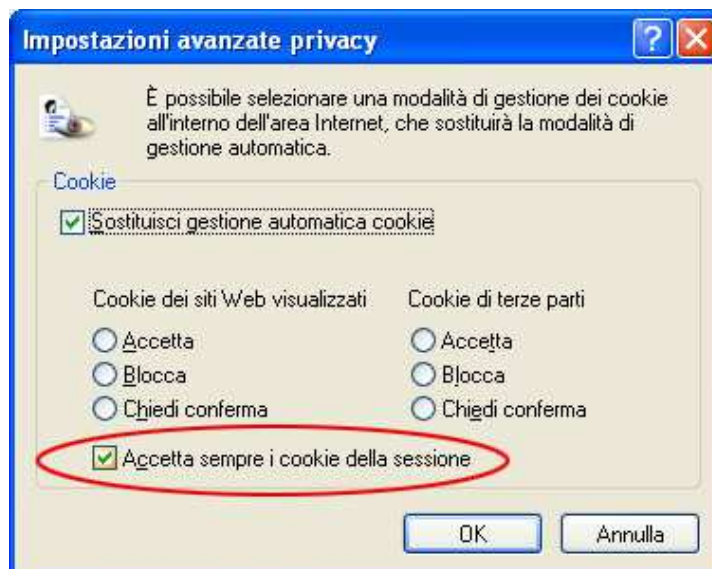 Impostazioni avanzate privacy
È possibile selezionare una modalità di gestione dei cookie
all'interno dell'area Internet, che sostituirà la modalità di
gestione automatica.
Cookie
Sostituisci gestione automatica cookie
Cookie dei siti Web visualizzati
Cookie di terze parti
Accetta
Accetta
Blocca
Blocca
Chiedi conferma
Chiedi conferma
Accetta sempre i cookie della sessione
OK
Annulla